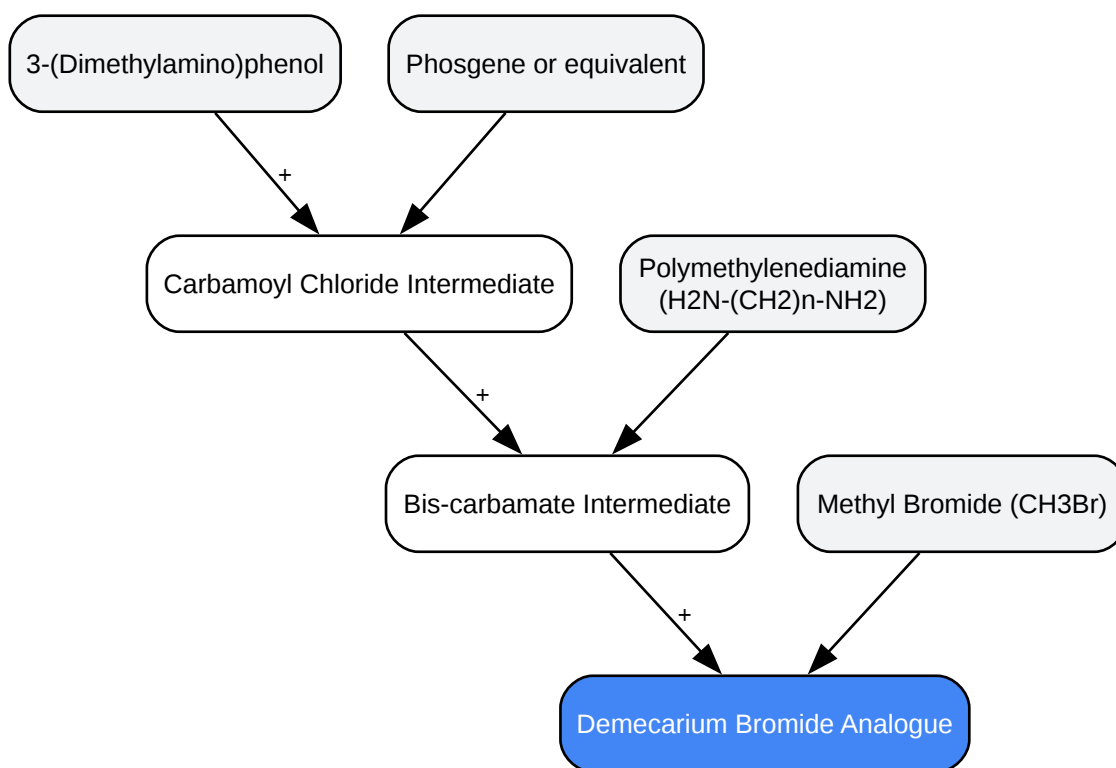 3-(Dimethylamino)phenol
Phosgene or equivalent
+
Carbamoyl Chloride Intermediate
Polymethylenediamine
(H2N-(CH2)n-NH2)
+
Bis-carbamate Intermediate
Methyl Bromide (CH3Br)
+
Demecarium Bromide Analogue